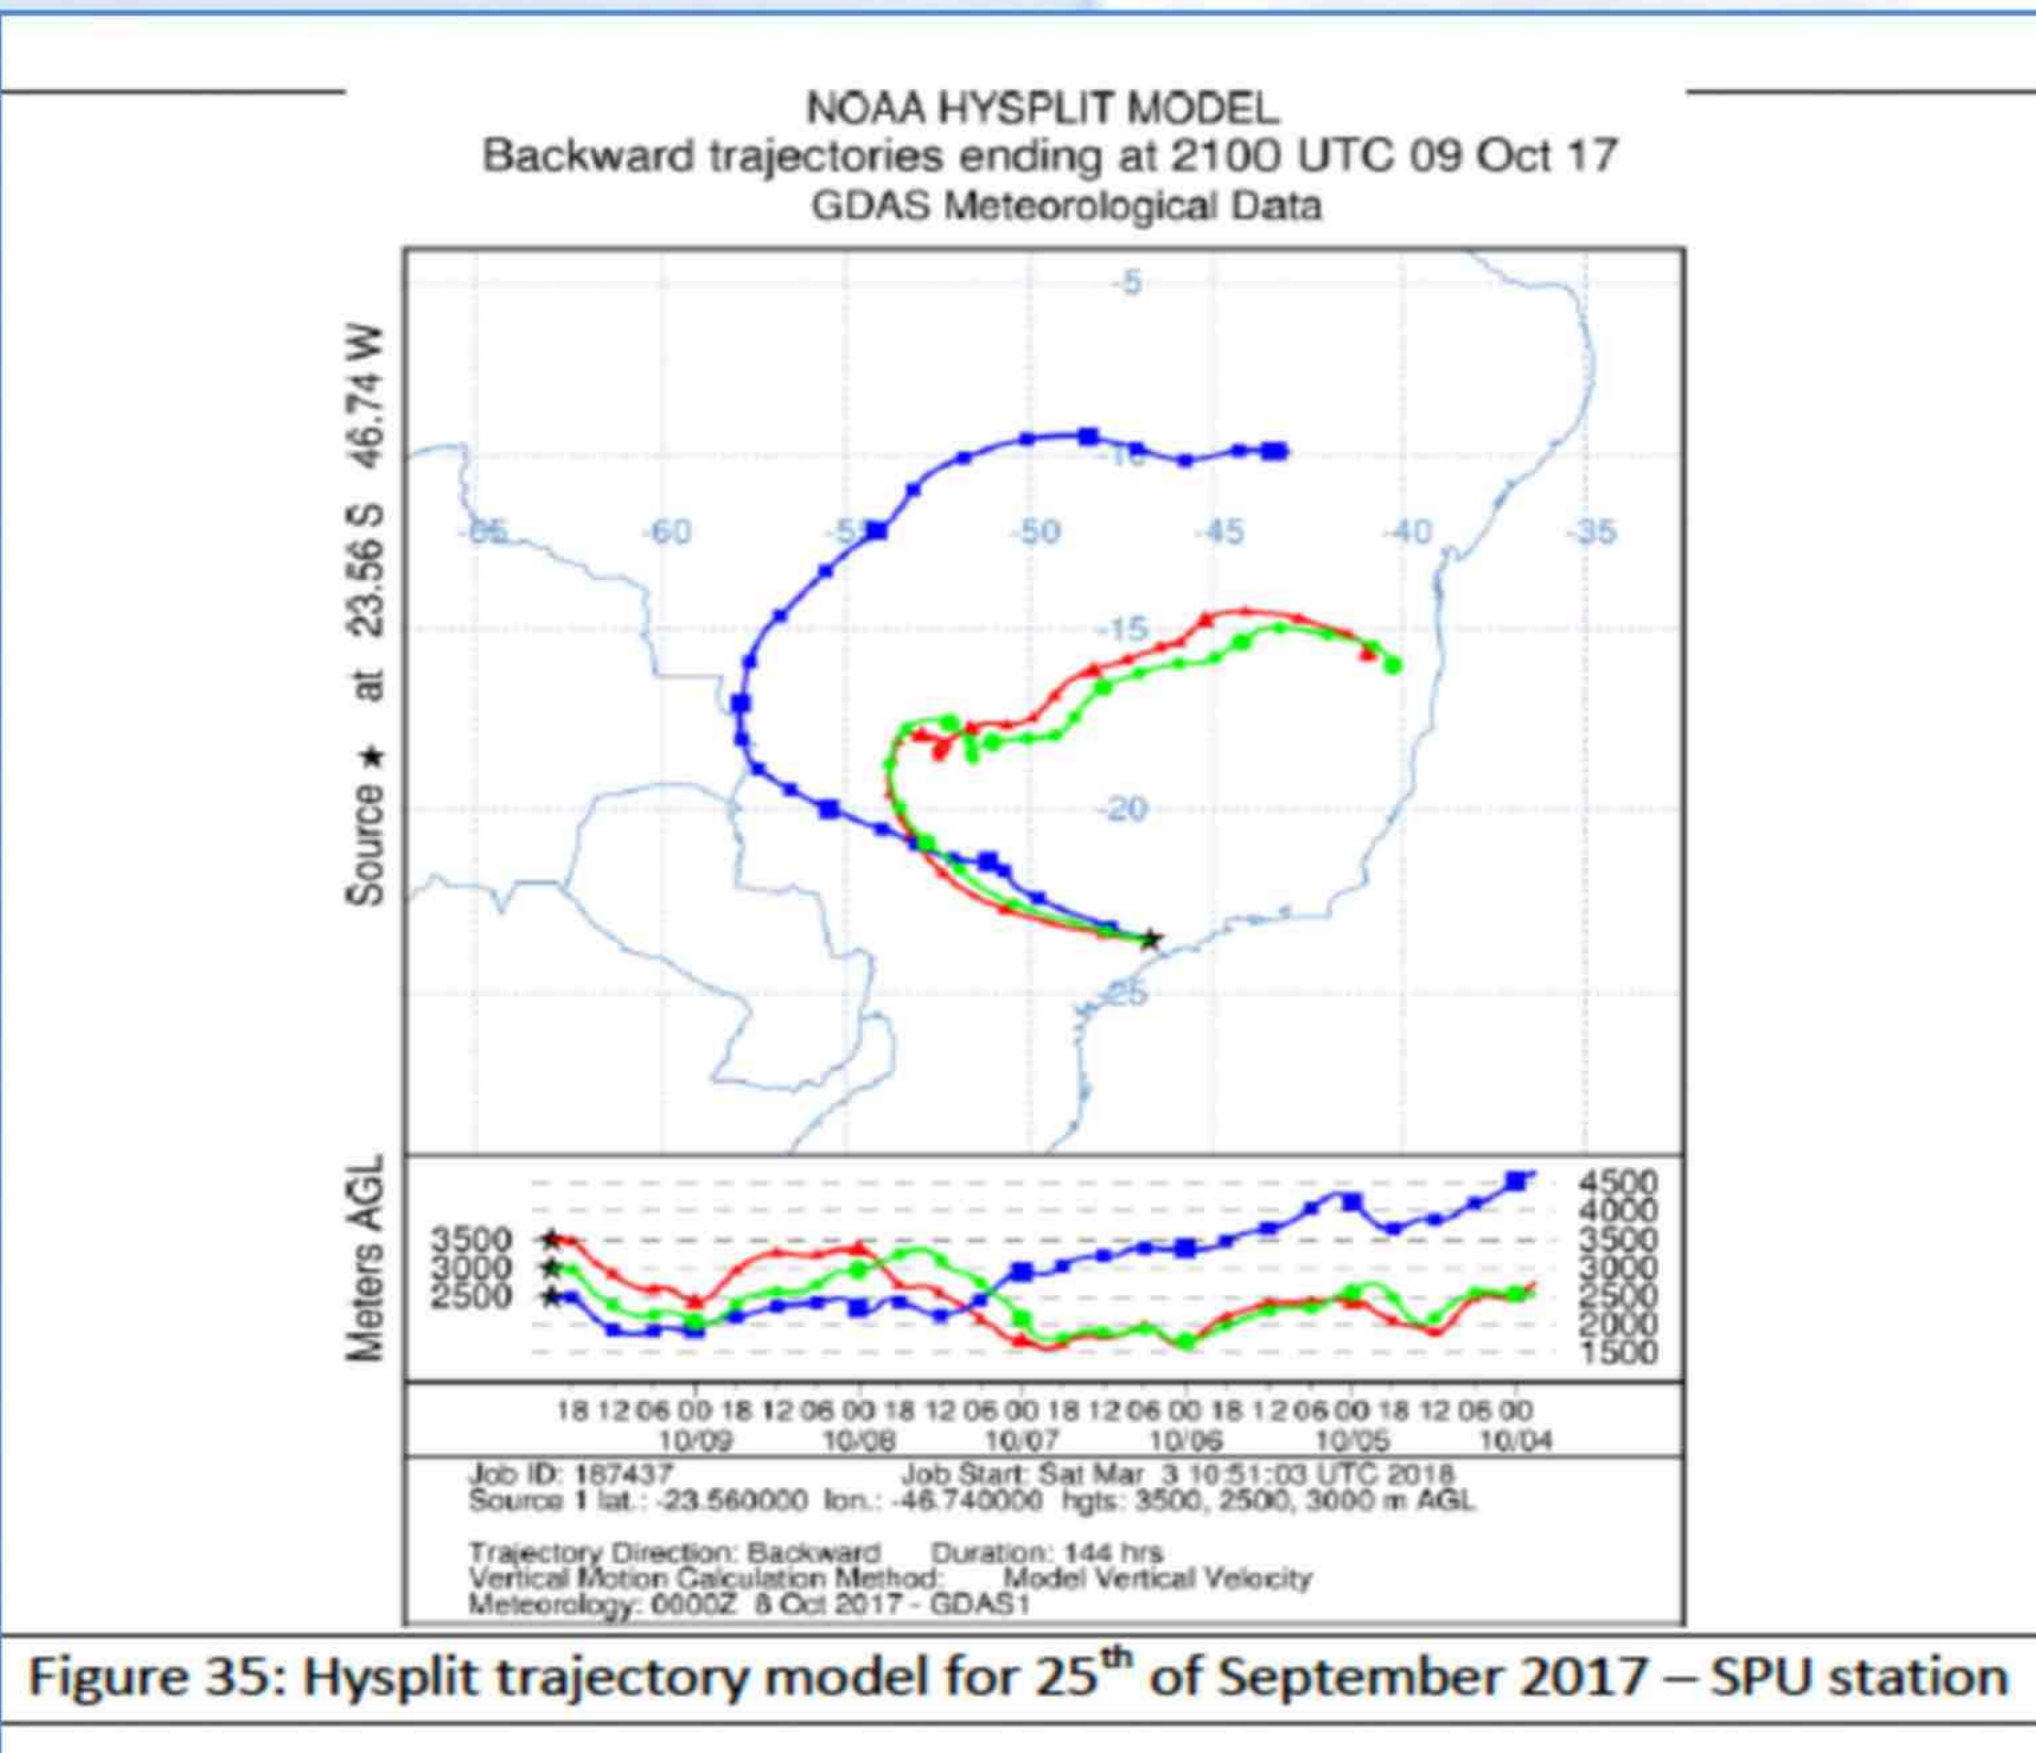 NOAA HYSPLIT MODEL
Backward trajectories ending at 2100 UTC 09 Oct 17
GDAS Meteorological Data
Source ★ at 23.56 S 46.74 W
-5
-10
-65 -60 -55 -50 -45 -40 -35
-15
-20
-25
Meters AGL
3500
3000
2500
4500
4000
3500
3000
2500
2000
1500
18 12 06 00 18 12 06 00 18 12 06 00 18 12 06 00 18 12 06 00 18 12 06 00
10/09 10/08 10/07 10/06 10/05 10/04
Job ID: 187437 Job Start: Sat Mar 3 10:51:03 UTC 2018
Source 1 lat.: -23.560000 lon.: -46.740000 hgts: 3500, 2500, 3000 m AGL
Trajectory Direction: Backward Duration: 144 hrs
Vertical Motion Calculation Method: Model Vertical Velocity
Meteorology: 0000Z 8 Oct 2017 - GDAS1
Figure 35: Hysplit trajectory model for 25th of September 2017 – SPU station